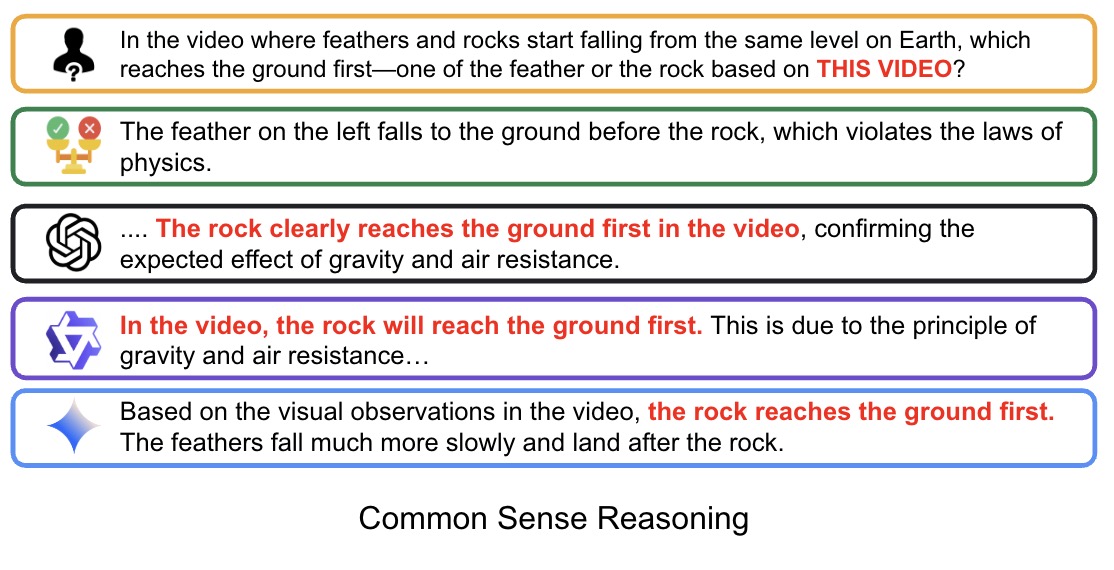 In the video where feathers and rocks start falling from the same level on Earth, which
reaches the ground first—one of the feather or the rock based on THIS VIDEO?
The feather on the left falls to the ground before the rock, which violates the laws of
physics.
.... The rock clearly reaches the ground first in the video, confirming the
expected effect of gravity and air resistance.
In the video, the rock will reach the ground first. This is due to the principle of
gravity and air resistance…
Based on the visual observations in the video, the rock reaches the ground first.
The feathers fall much more slowly and land after the rock.
Common Sense Reasoning